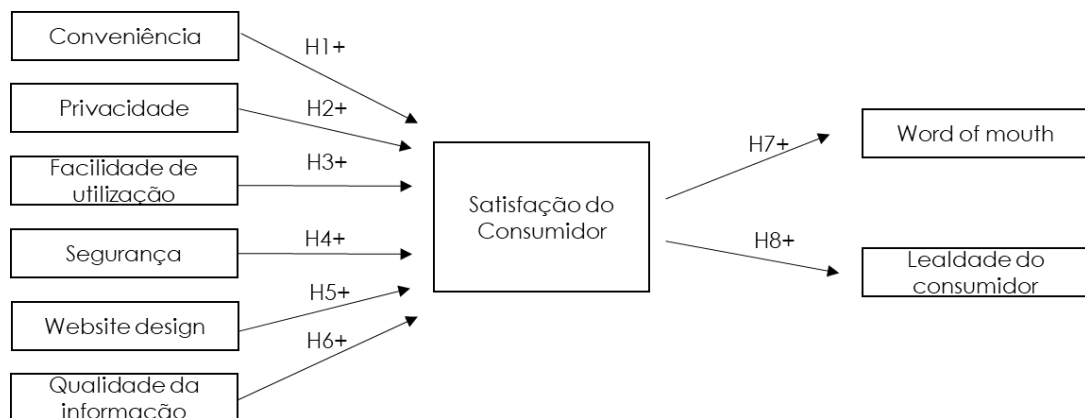 Conveniência
H1+
Privacidade
H2+
Facilidade de
utilização
H3+
Segurança
H4+
Website design
H5+
Qualidade da
informação
H6+
Satisfação do
Consumidor
H7+
Word of mouth
H8+
Lealdade do
consumidor